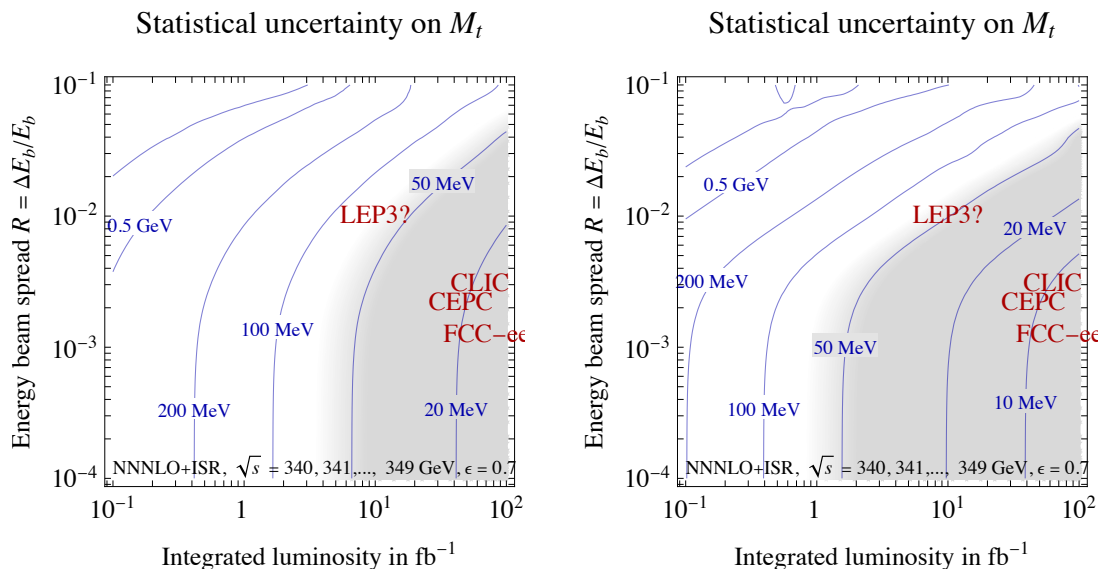 Statistical uncertainty on M_t
10^{-1}
10^{-2}
10^{-3}
10^{-4}
Energy beam spread R = ΔE_b/E_b
0.5 GeV
50 MeV
LEP3?
CLIC
CEPC
FCC−ee
100 MeV
200 MeV
20 MeV
NNNLO+ISR, √s = 340, 341,..., 349 GeV, ϵ = 0.7
10^{-1} 1 10^1 10^2
Integrated luminosity in fb^{-1}
Statistical uncertainty on M_t
10^{-1}
10^{-2}
10^{-3}
10^{-4}
Energy beam spread R = ΔE_b/E_b
0.5 GeV
LEP3?
20 MeV
200 MeV
CLIC
CEPC
FCC−ee
50 MeV
100 MeV
10 MeV
NNNLO+ISR, √s = 340, 341,..., 349 GeV, ϵ = 0.7
10^{-1} 1 10^1 10^2
Integrated luminosity in fb^{-1}